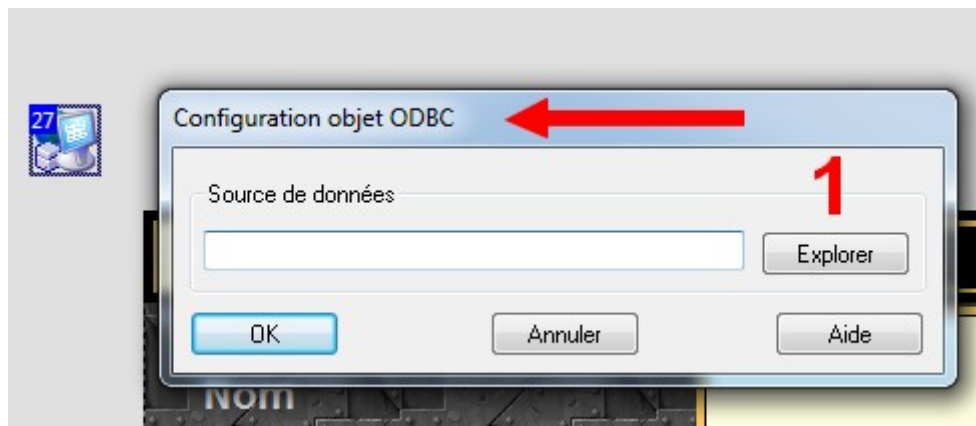 27
Configuration objet ODBC
1
Source de données
Explorer
OK
Annuler
Aide
Nom